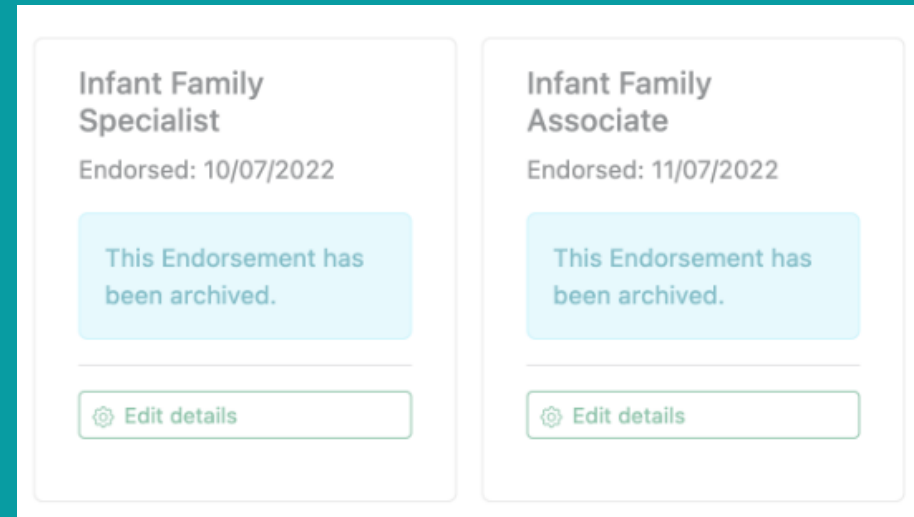 Infant Family
Specialist
Endorsed: 10/07/2022
This Endorsement has
been archived.
Edit details
Infant Family
Associate
Endorsed: 11/07/2022
This Endorsement has
been archived.
Edit details